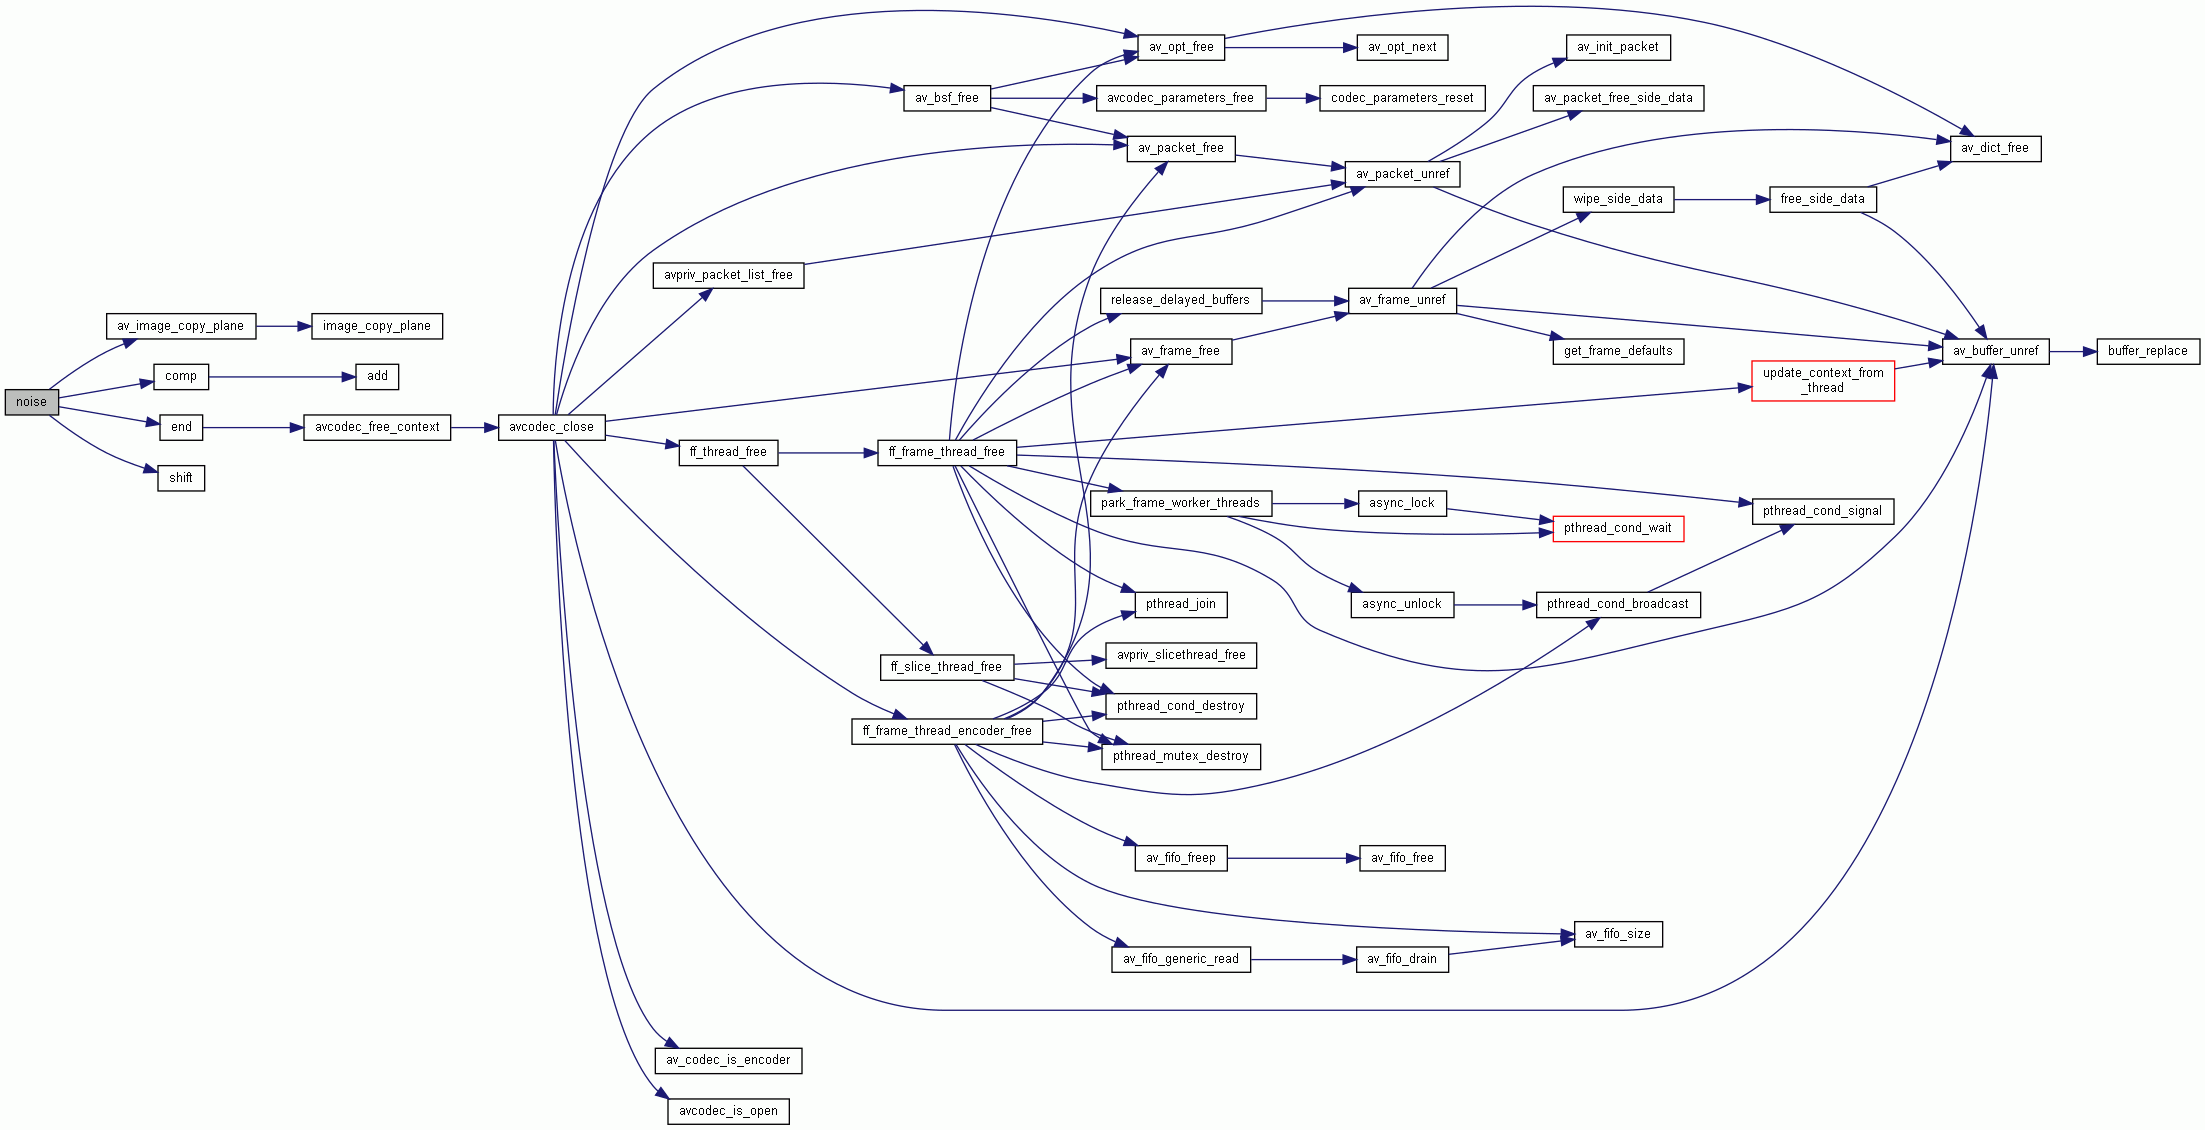 av_opt_free
av_opt_next
av_init_packet
av_bsf_free
avcodec_parameters_free
codec_parameters_reset
av_packet_free_side_data
av_packet_free
av_dict_free
av_packet_unref
wipe_side_data
free_side_data
avpriv_packet_list_free
release_delayed_buffers
av_frame_unref
av_image_copy_plane
image_copy_plane
av_frame_free
get_frame_defaults
av_buffer_unref
buffer_replace
comp
add
update_context_from
_thread
noise
end
avcodec_free_context
avcodec_close
ff_thread_free
ff_frame_thread_free
shift
park_frame_worker_threads
async_lock
pthread_cond_signal
pthread_cond_wait
pthread_join
async_unlock
pthread_cond_broadcast
ff_slice_thread_free
avpriv_slicethread_free
pthread_cond_destroy
ff_frame_thread_encoder_free
pthread_mutex_destroy
av_fifo_freep
av_fifo_free
av_fifo_size
av_fifo_generic_read
av_fifo_drain
av_codec_is_encoder
avcodec_is_open